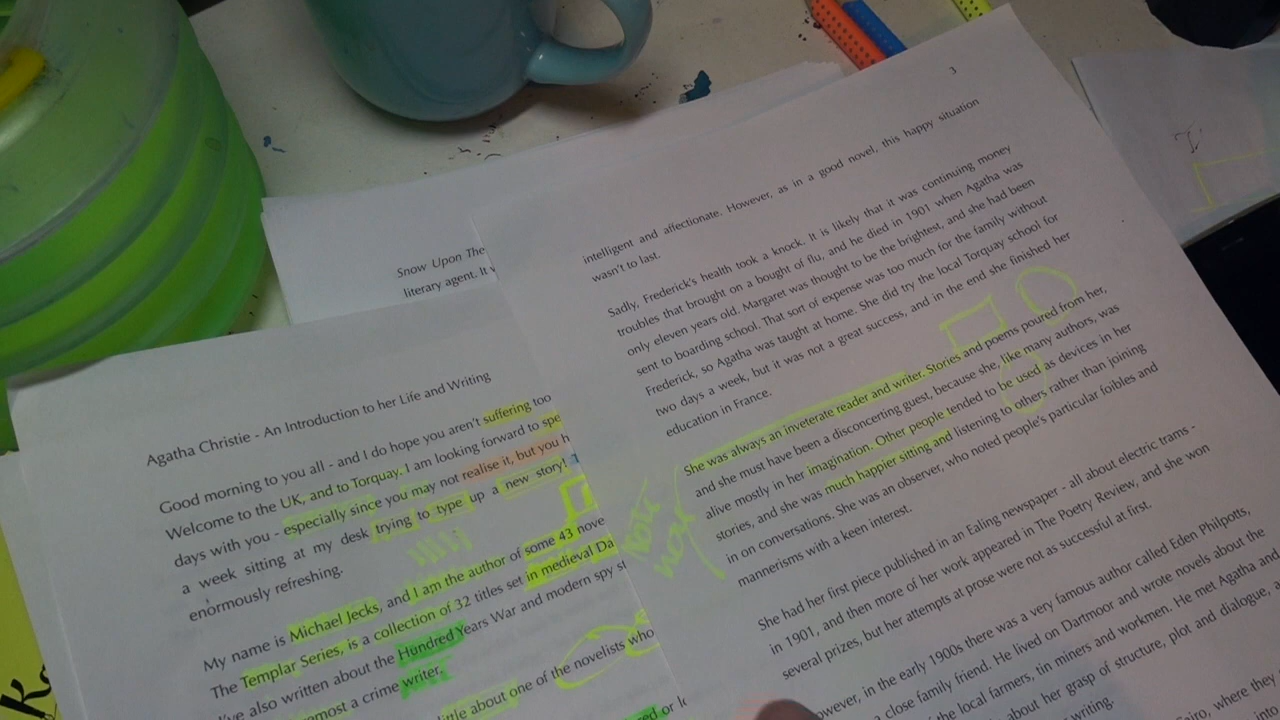 Snow Upon The
literary agent. It
Agatha Christie - An Introduction to her Life and Writing
Good morning to you all - and I do hope you aren't suffering too
Welcome to the UK, and to Torquay. I am looking forward to spe
days with you - especially since you may not realise it, but you h
a week sitting at my desk trying to type up a new story!
enormously refreshing.
My name is Michael Jecks, and I am the author of some 43 nove
The Templar Series, is a collection of 32 titles set in medieval Da
I've also written about the Hundred Years War and modern spy st
most a crime writer.
little about one of the novelists who
or
3
intelligent and affectionate. However, as in a good novel, this happy situation
wasn't to last.
Sadly, Frederick's health took a knock. It is likely that it was continuing money
troubles that brought on a bought of flu, and he died in 1901 when Agatha was
only eleven years old. Margaret was thought to be the brightest, and she had been
sent to boarding school. That sort of expense was too much for the family without
Frederick, so Agatha was taught at home. She did try the local Torquay school for
two days a week, but it was not a great success, and in the end she finished her
education in France.
She was always an inveterate reader and writer. Stories and poems poured from her,
and she must have been a disconcerting guest, because she, like many authors, was
alive mostly in her imagination. Other people tended to be used as devices in her
stories, and she was much happier sitting and listening to others rather than joining
in on conversations. She was an observer, who noted people's particular foibles and
mannerisms with a keen interest.
Note
here
She had her first piece published in an Ealing newspaper - all about electric trams -
in 1901, and then more of her work appeared in The Poetry Review, and she won
several prizes, but her attempts at prose were not as successful at first.
owever, in the early 1900s there was a very famous author called Eden Philpotts,
a close family friend. He lived on Dartmoor and wrote novels about the
the local farmers, tin miners and workmen. He met Agatha and
about her grasp of structure, plot and dialogue,
writing.
where they
into